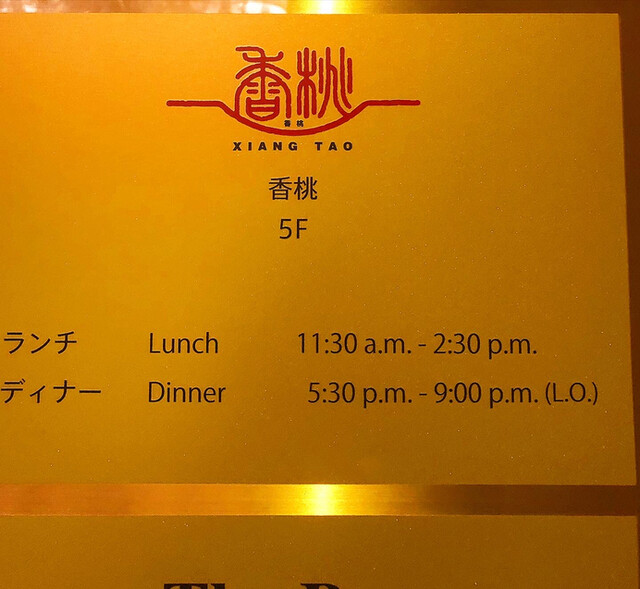 香桃
香桃
XIANG TAO
香桃
5F
ランチ Lunch 11:30 a.m. - 2:30 p.m.
ディナー Dinner 5:30 p.m. - 9:00 p.m. (L.O.)